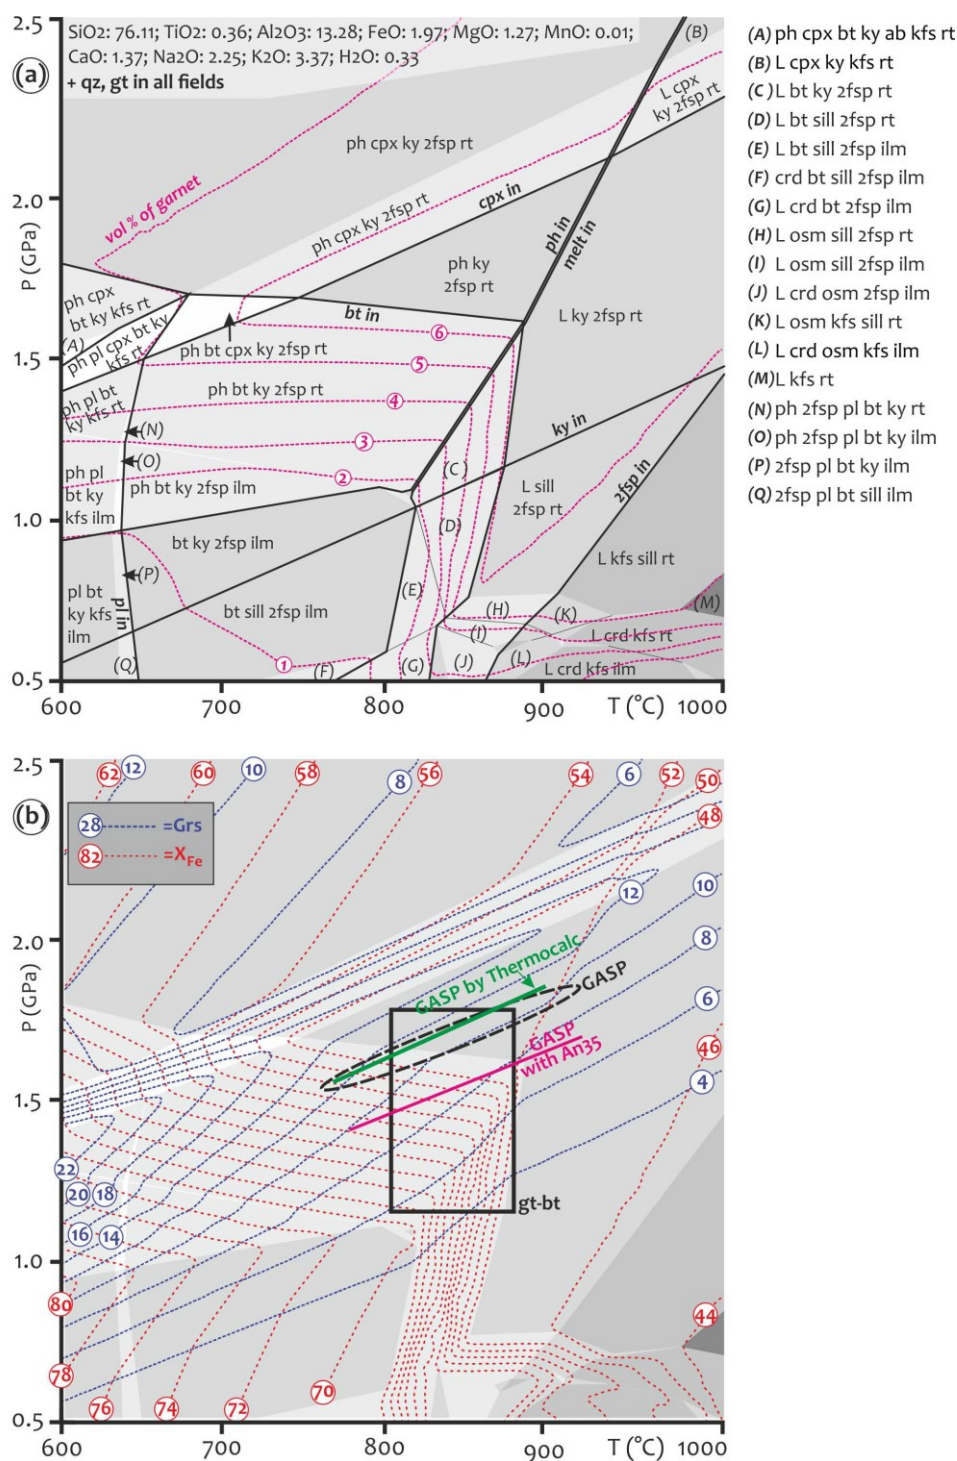 2.5
SiO2: 76.11; TiO2: 0.36; Al2O3: 13.28; FeO: 1.97; MgO: 1.27; MnO: 0.01;
CaO: 1.37; Na2O: 2.25; K2O: 3.37; H2O: 0.33
+ qz, gt in all fields
(a)
(B)
(A) ph cpx bt ky ab kfs rt
(B) L cpx ky kfs rt
(C) L bt ky 2fsp rt
(D) L bt sill 2fsp rt
(E) L bt sill 2fsp ilm
(F) crd bt sill 2fsp ilm
(G) L crd bt 2fsp ilm
(H) L osm sill 2fsp rt
(I) L osm sill 2fsp ilm
(J) L crd osm 2fsp ilm
(K) L osm kfs sill rt
(L) L crd osm kfs ilm
(M) L kfs rt
(N) ph 2fsp pl bt ky rt
(O) ph 2fsp pl bt ky ilm
(P) 2fsp pl bt ky ilm
(Q) 2fsp pl bt sill ilm
L cpx
ky 2fsp rt
ph cpx ky 2fsp rt
2.0
vol % of garnet
ph cpx ky 2fsp rt
cpx in
ph in
melt in
P (GPa)
ph cpx
bt ky kfs rt
(A)
ph pl cpx bt ky
kfs rt
ph ky
2fsp rt
bt in
6
L ky 2fsp rt
1.5
ph bt cpx ky 2fsp rt
5
ph pl bt
ky kfs rt
ph bt ky 2fsp rt
4
(N)
3
ky in
(O)
2
(C)
ph pl
bt ky
kfs ilm
ph bt ky 2fsp ilm
L sill
2fsp rt
2fsp in
1.0
(D)
bt ky 2fsp ilm
(P)
(E)
L kfs sill rt
pl bt
ky kfs
ilm
pl in
bt sill 2fsp ilm
(H)
(K)
(M)
(I)
L crd kfs rt
(Q)
1
(F)
(G)
(J)
(L)
L crd kfs ilm
0.5
600
700
800
900
T (°C)
1000
2.5
62
12
60
10
58
8
56
54
6
52
50
(b)
28
=Grs
82
=XFe
48
12
10
2.0
P (GPa)
GASP by Thermocalc
GASP
8
GASP
with An35
6
46
1.5
4
22
20
18
16
14
gt-bt
1.0
80
44
78
76
74
72
70
0.5
600
700
800
900
T (°C)
1000